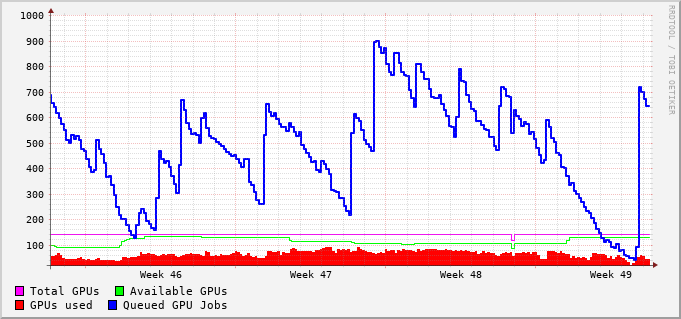 1000
900
800
700
600
500
400
300
200
100
Week 46 Week 47 Week 48 Week 49
Total GPUs Available GPUs
GPUs used Queued GPU Jobs
RRDTOOL / TOBI OETIKER